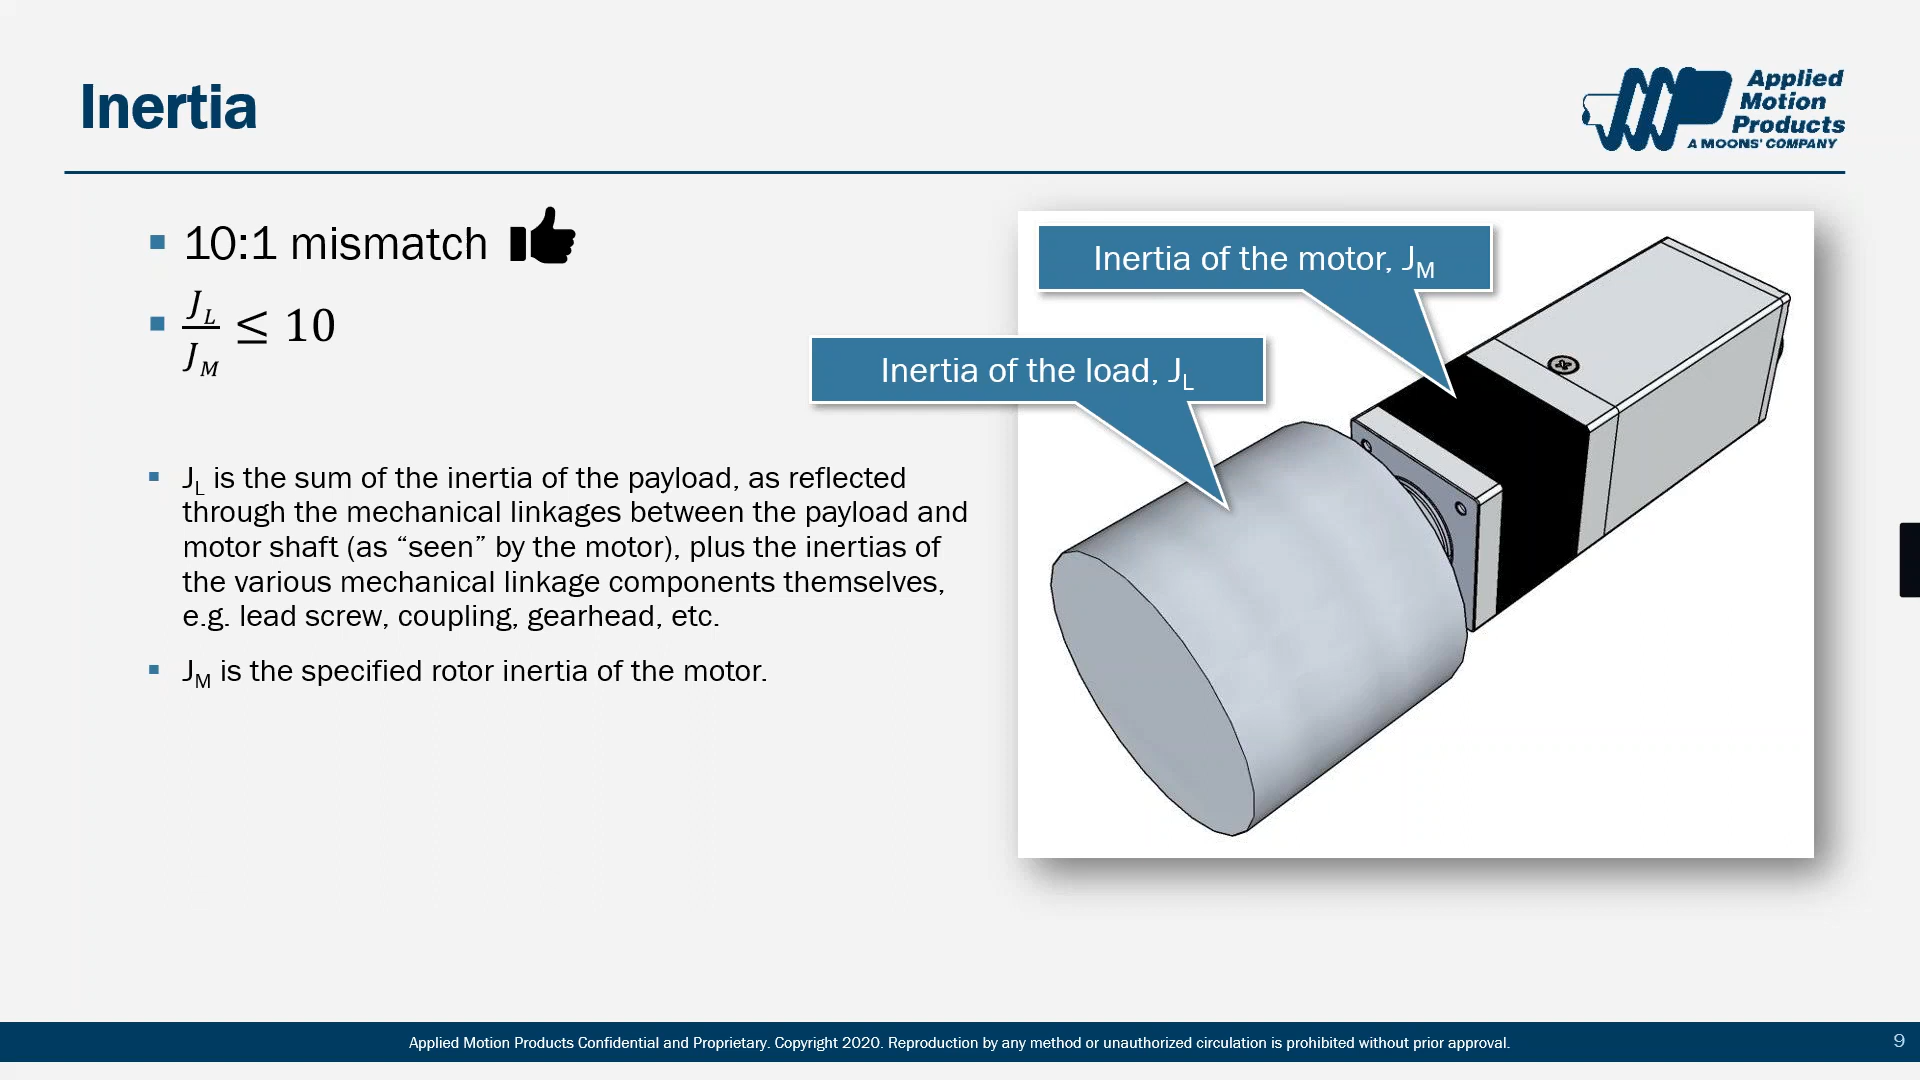 Inertia
Applied
Motion
Products
A MOONS' COMPANY
10:1 mismatch
J_L / J_M ≤ 10
J_L is the sum of the inertia of the payload, as reflected
through the mechanical linkages between the payload and
motor shaft (as “seen” by the motor), plus the inertias of
the various mechanical linkage components themselves,
e.g. lead screw, coupling, gearhead, etc.
J_M is the specified rotor inertia of the motor.
Inertia of the motor, J_M
Inertia of the load, J_L
Applied Motion Products Confidential and Proprietary. Copyright 2020. Reproduction by any method or unauthorized circulation is prohibited without prior approval.
9